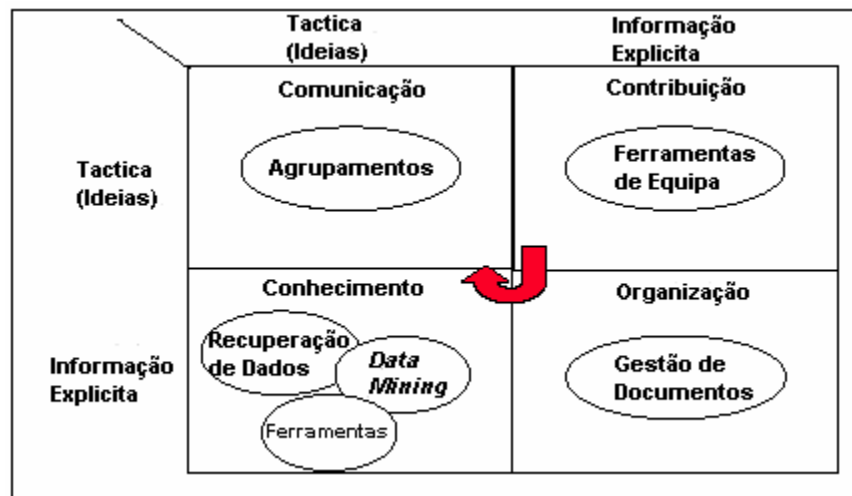 Tactica
(Ideias)
Informação
Explicita
Tactica
(Ideias)
Comunicação
Agrupamentos
Contribuição
Ferramentas
de Equipa
Informação
Explicita
Conhecimento
Recuperação
de Dados
Data
Mining
Ferramentas
Organização
Gestão de
Documentos